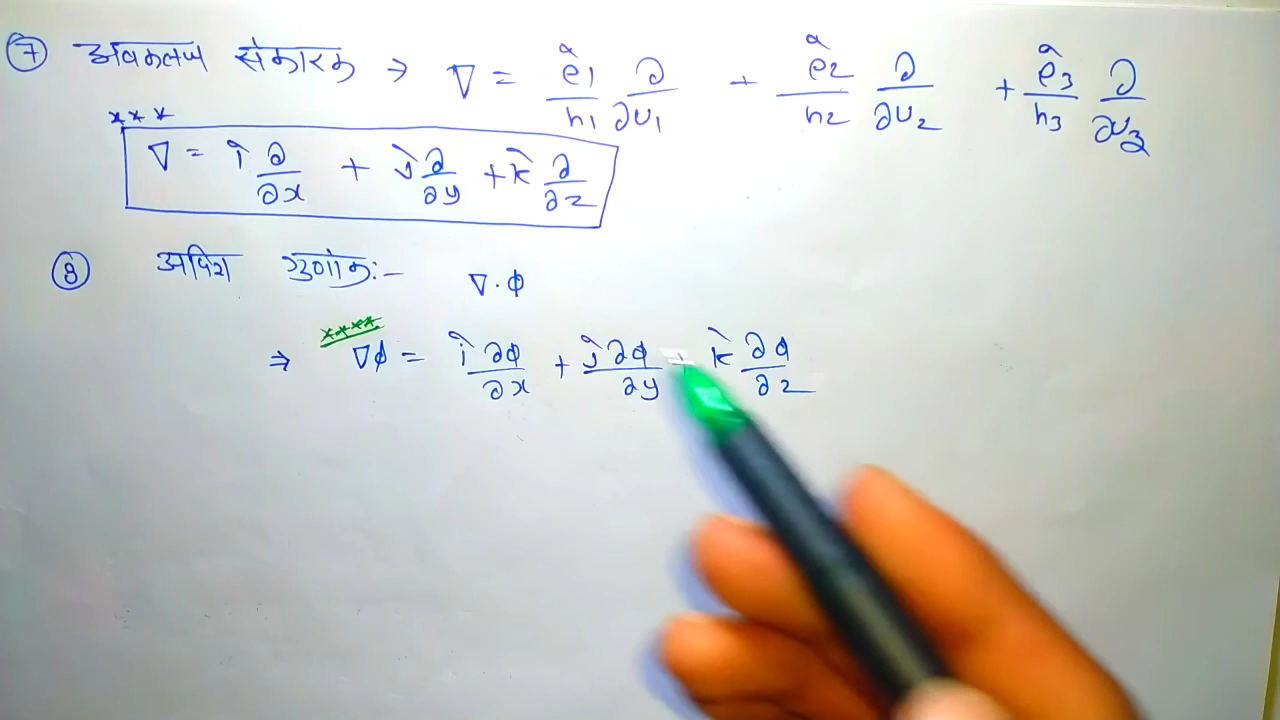 ⑦ अवकलज संकारक → ∇ = ê1/h1 ∂/∂u1 + ê2/h2 ∂/∂u2 + ê3/h3 ∂/∂u3
***
∇ = î ∂/∂x + ĵ ∂/∂y + k̂ ∂/∂z
⑧ अदिश गुणांक:- ∇·φ
****
⇒ ∇φ = î ∂φ/∂x + ĵ ∂φ/∂y + k̂ ∂φ/∂z